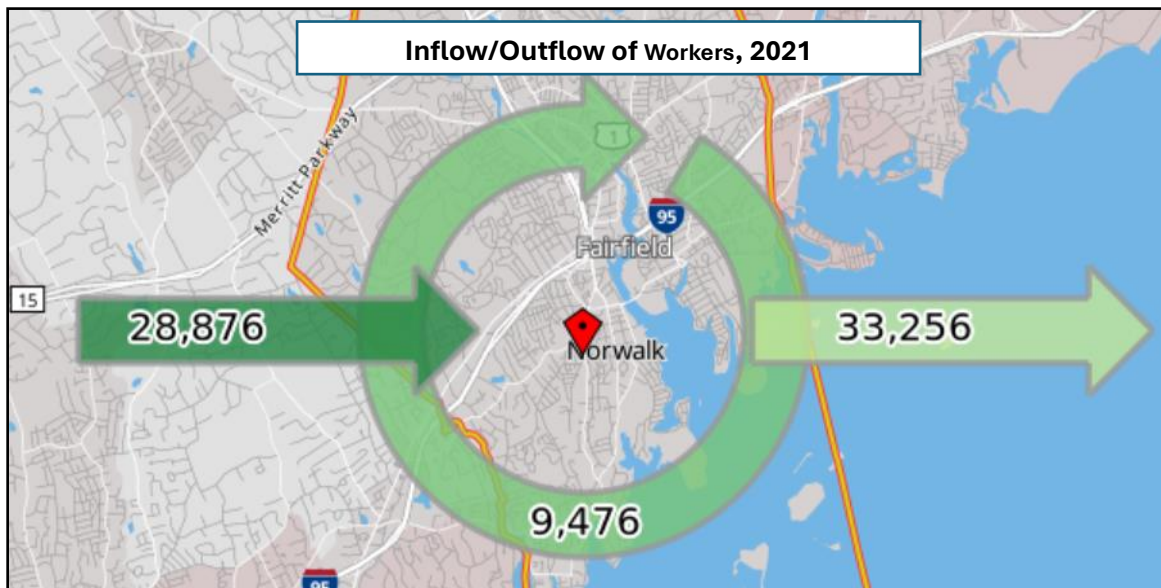 Inflow/Outflow of Workers, 2021
Merritt Parkway
1
95
Fairfield
15
28,876
33,256
Norwalk
9,476
95